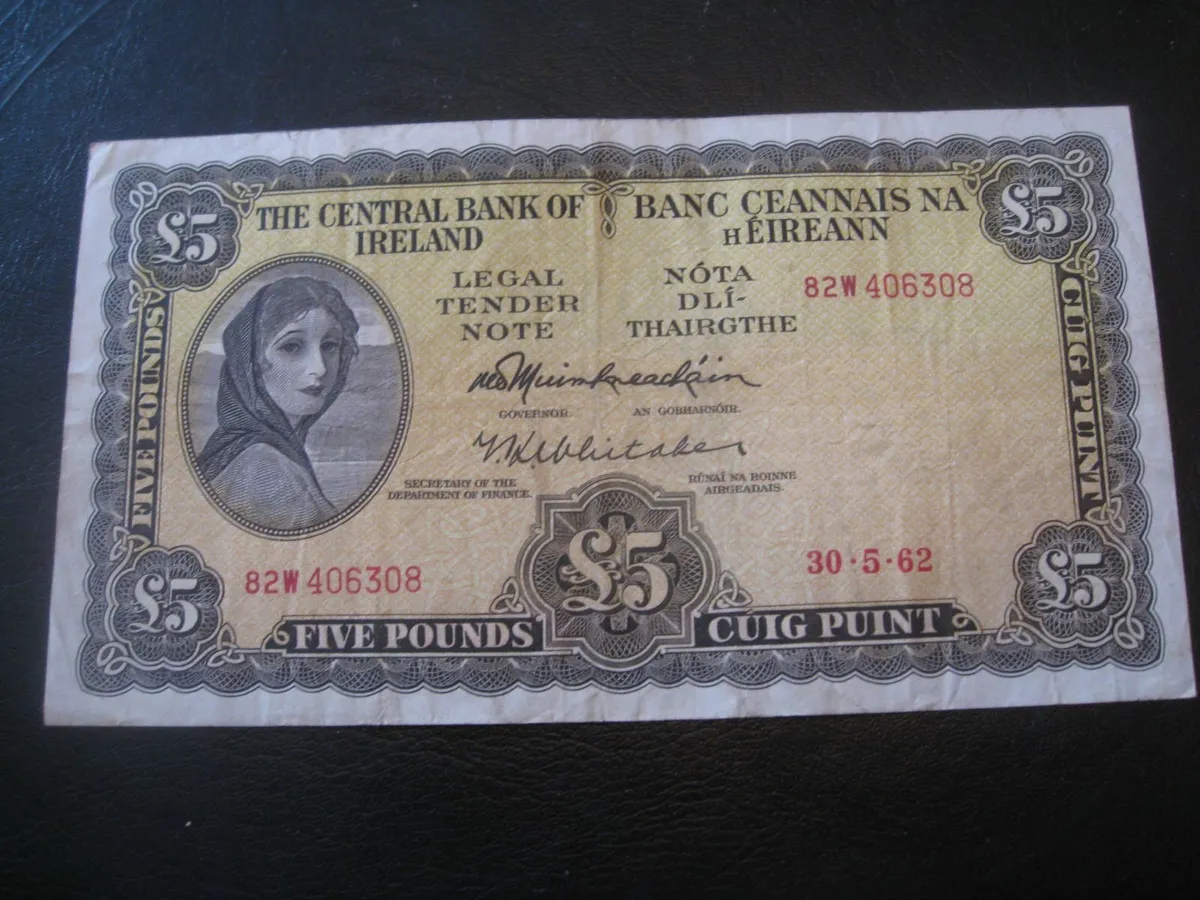 £5
THE CENTRAL BANK OF
IRELAND
BANC CEANNAIS NA
hÉIREANN
£5
LEGAL
TENDER
NOTE
NÓTA
DLÍ-
THAIRGTHE
82W 406308
FIVE POUNDS
CÚIG PUINT
M Ó Muimhneacháin
GOVERNOR.
AN GOBHARNÓIR.
T.K. Whitaker
SECRETARY OF THE
DEPARTMENT OF FINANCE.
RÚNAÍ NA ROINNE
AIRGEADAIS.
82W 406308
£5
30·5·62
£5
FIVE POUNDS
CÚIG PUINT
£5